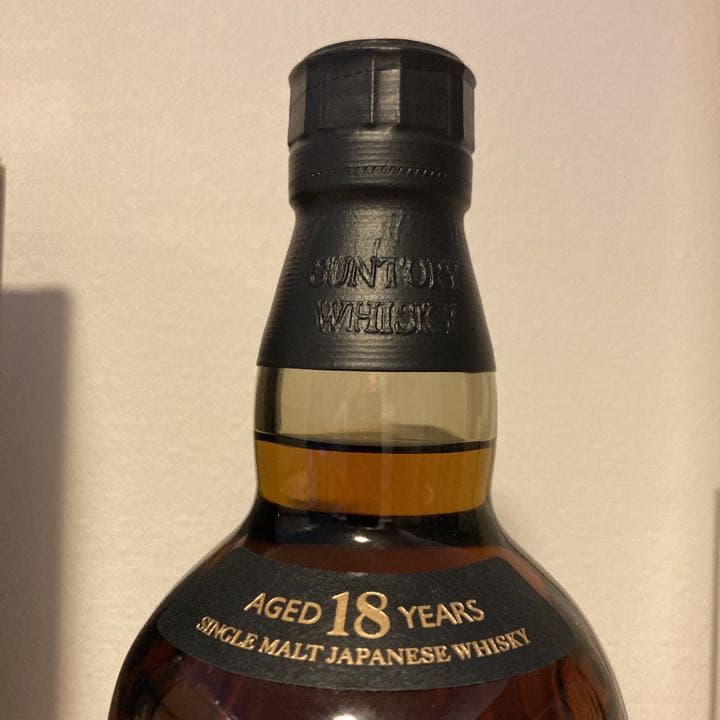 SUNTORY
WHISKY
AGED 18 YEARS
SINGLE MALT JAPANESE WHISKY